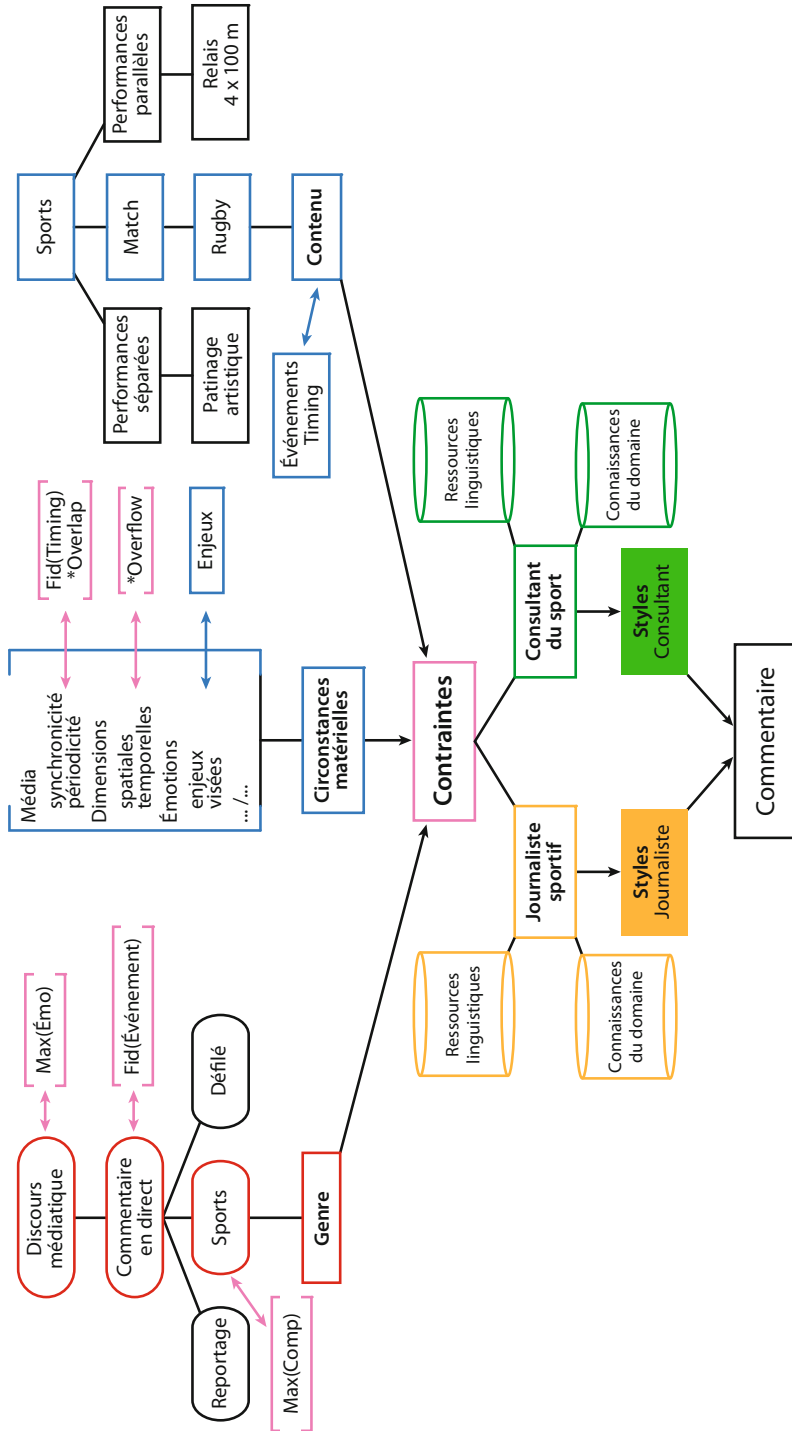 Discours
médiatique
Max(Émo)
Commentaire
en direct
Fid(Événement)
Reportage
Sports
Défilé
Max(Comp)
Genre
Média
synchronicité
périodicité
Dimensions
spatiales
temporelles
Émotions
enjeux
visées
... /...
Fid(Timing)
*Overlap
*Overflow
Enjeux
Circonstances
matérielles
Sports
Performances
séparées
Match
Performances
parallèles
Patinage
artistique
Rugby
Relais
4 x 100 m
Événements
Timing
Contenu
Contraintes
Ressources
linguistiques
Journaliste
sportif
Connaissances
du domaine
Styles
Journaliste
Ressources
linguistiques
Consultant
du sport
Connaissances
du domaine
Styles
Consultant
Commentaire